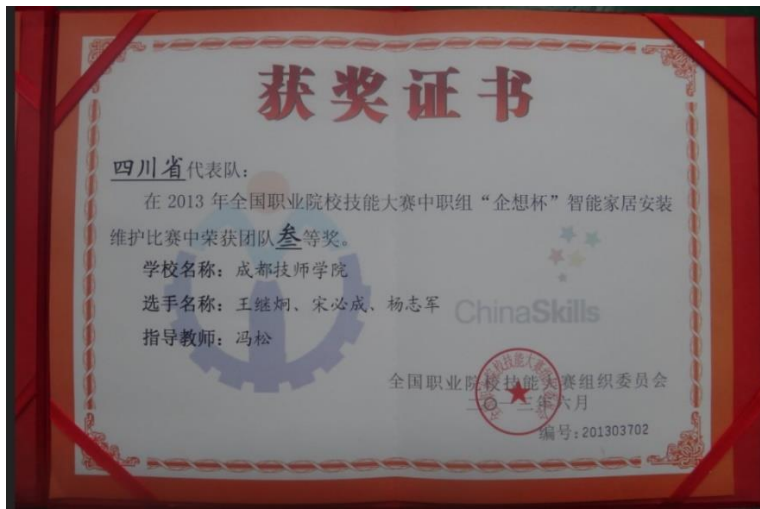 获奖证书
四川省代表队：
在 2013 年全国职业院校技能大赛中职组“企想杯”智能家居安装
维护比赛中荣获团队叁等奖。
学校名称：成都技师学院
选手名称：王继炯、宋必成、杨志军
指导教师：冯松
ChinaSkills
全国职业院校技能大赛组织委员会
二〇一三年六月
编号:201303702